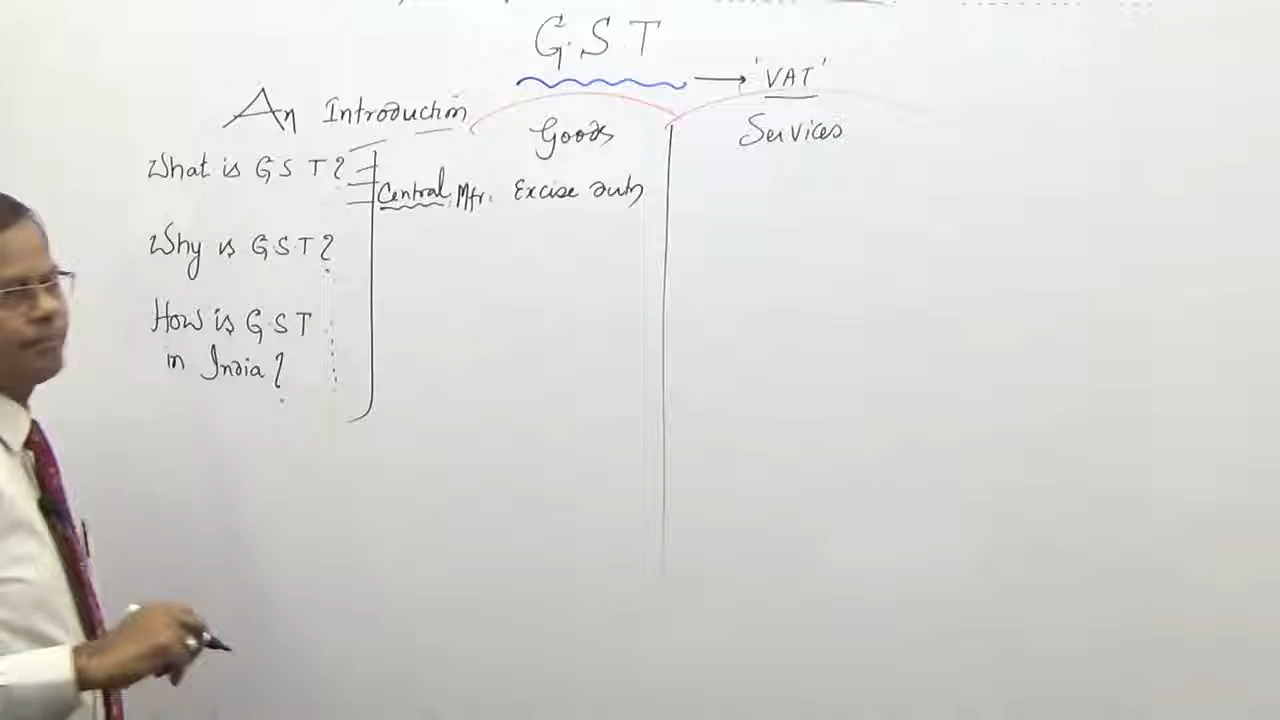 G.S.T
→ 'VAT'
An Introduction
Goods
Services
What is G S T?
Central Mfr. Excise duty
Why is G.S.T?
How is G.S.T
in India?